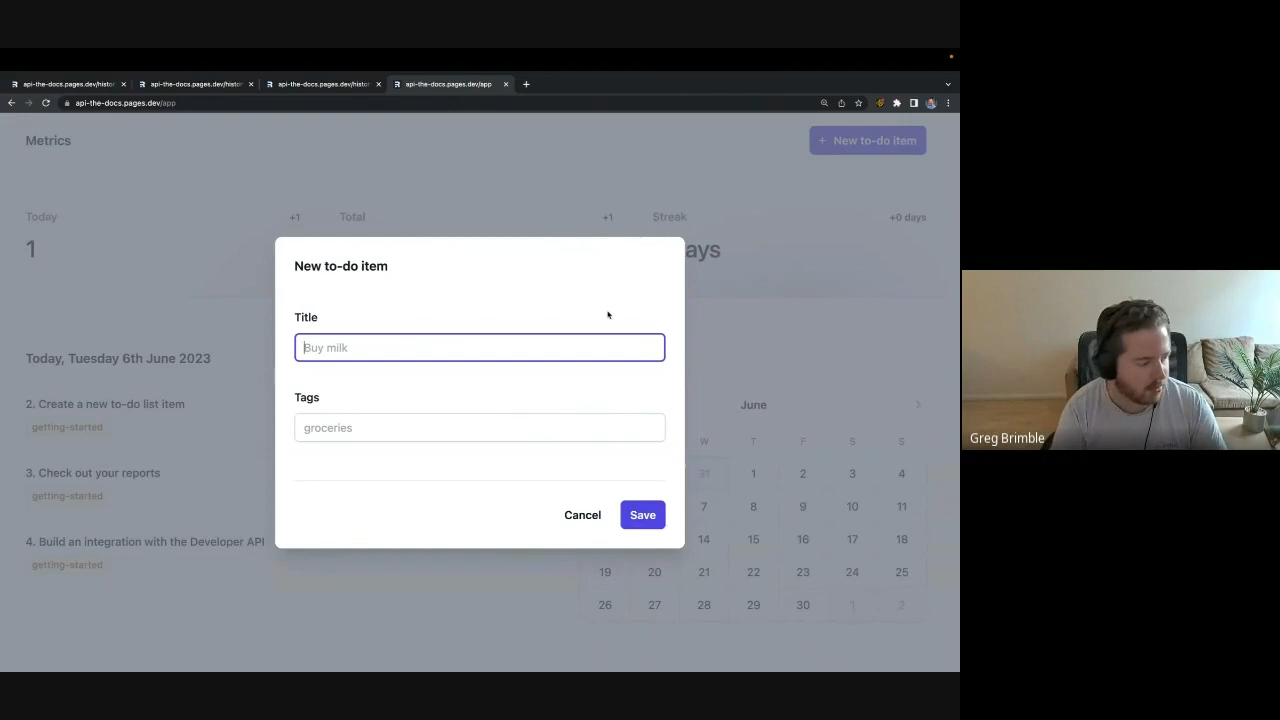 api-the-docs.pages.dev/histor
api-the-docs.pages.dev/histor
api-the-docs.pages.dev/histor
api-the-docs.pages.dev/app
api-the-docs.pages.dev/app
Metrics
+ New to-do item
Today +1 Total +1 Streak +0 days
1 ays
New to-do item
Title
Buy milk
Tags
groceries
Cancel Save
Today, Tuesday 6th June 2023
2. Create a new to-do list item
getting-started
3. Check out your reports
getting-started
4. Build an integration with the Developer API
getting-started
June
W T F S S
31 1 2 3 4
7 8 9 10 11
14 15 16 17 18
19 20 21 22 23 24 25
26 27 28 29 30 1 2
Greg Brimble